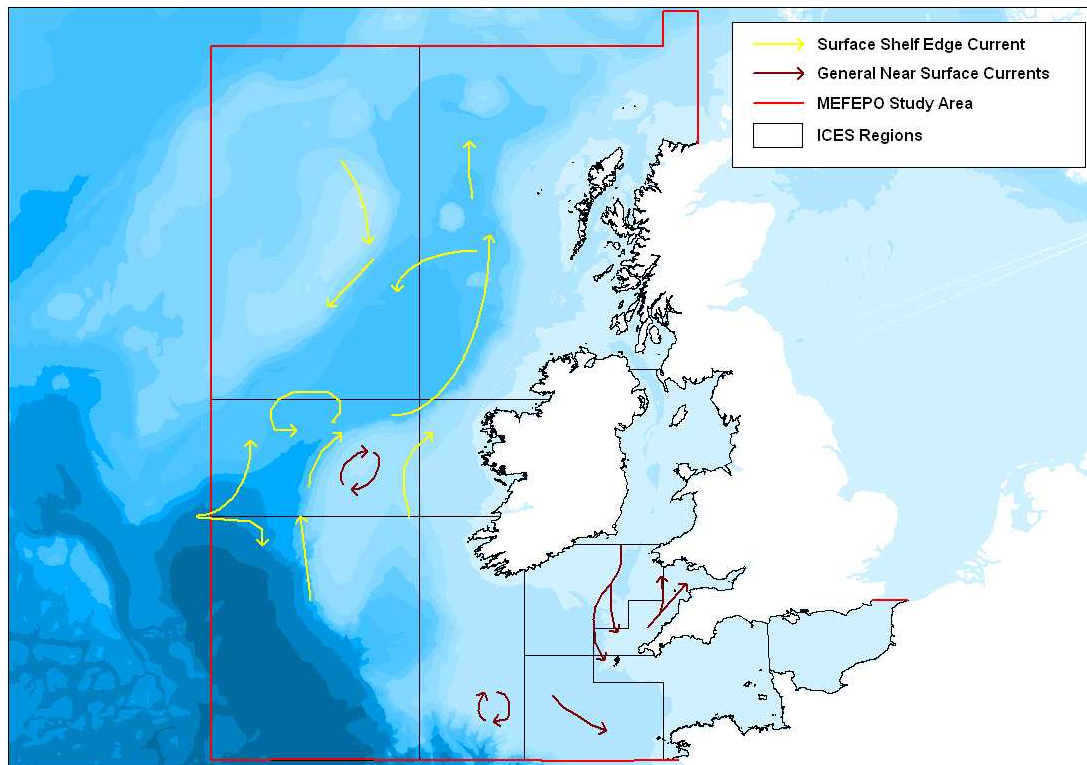 Surface Shelf Edge Current
General Near Surface Currents
MEFEPO Study Area
ICES Regions